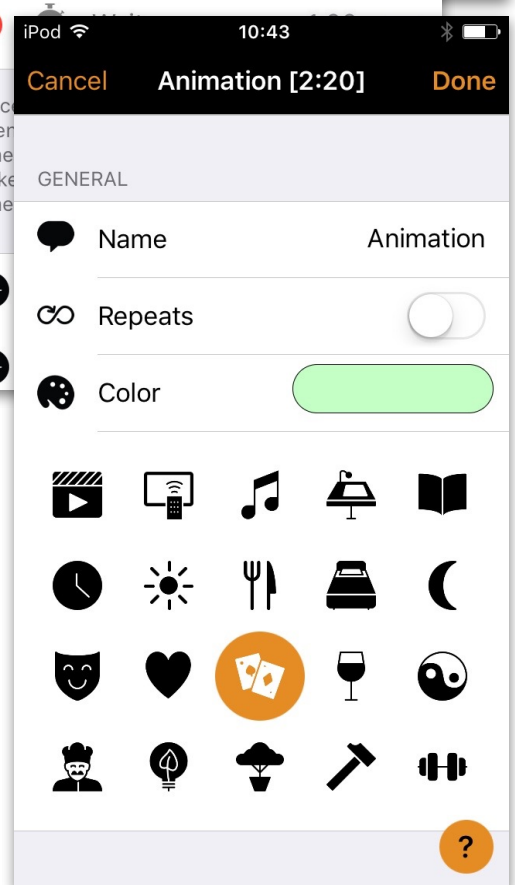 iPod 10:43
Cancel Animation [2:20] Done
GENERAL
Name Animation
Repeats
Color
?